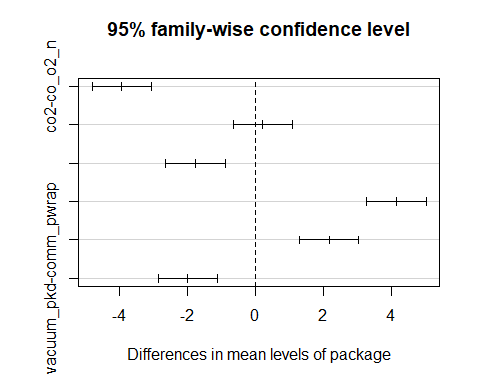 95% family-wise confidence level
co2-co_o2_n
vacuum_pkd-comm_pwrap
-4 -2 0 2 4
Differences in mean levels of package